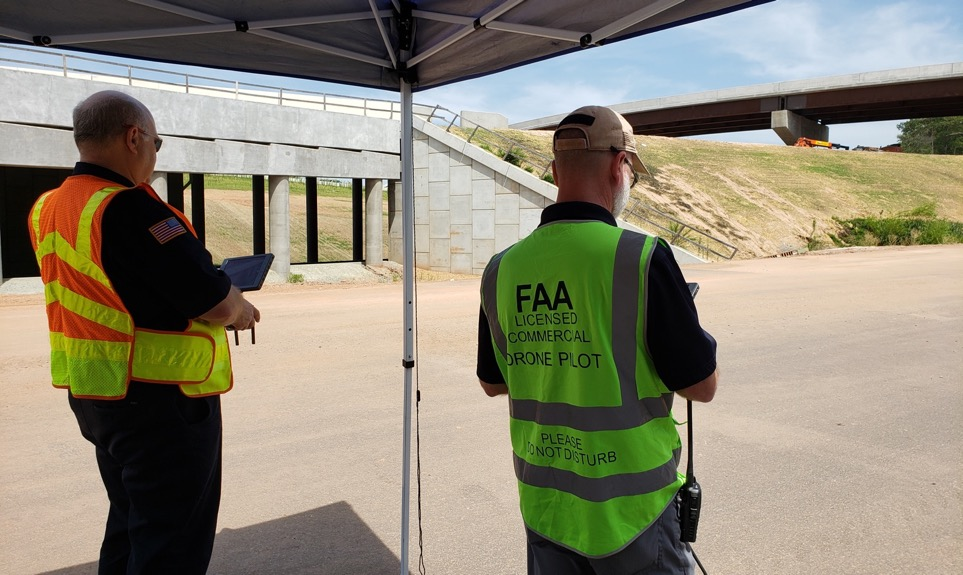 FAA
LICENSED
COMMERCIAL
DRONE PILOT
PLEASE
DO NOT DISTURB